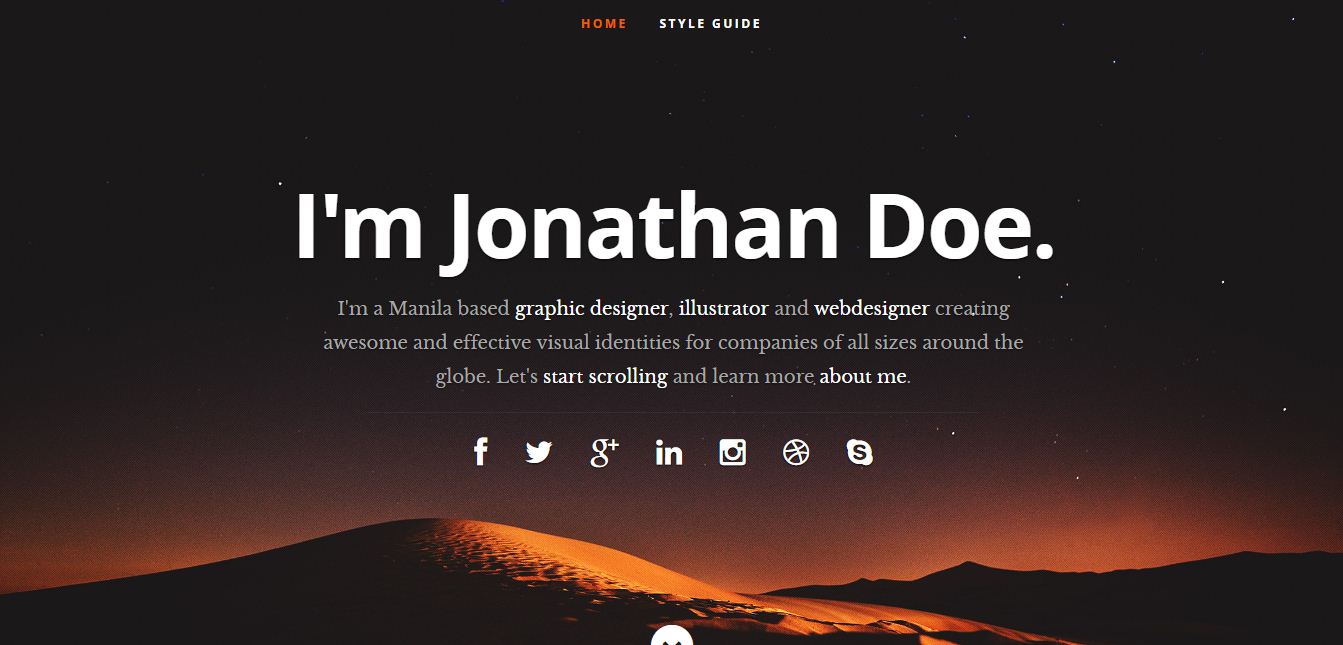 HOME STYLE GUIDE
I'm Jonathan Doe.
I'm a Manila based graphic designer, illustrator and webdesigner creating
awesome and effective visual identities for companies of all sizes around the
globe. Let's start scrolling and learn more about me.